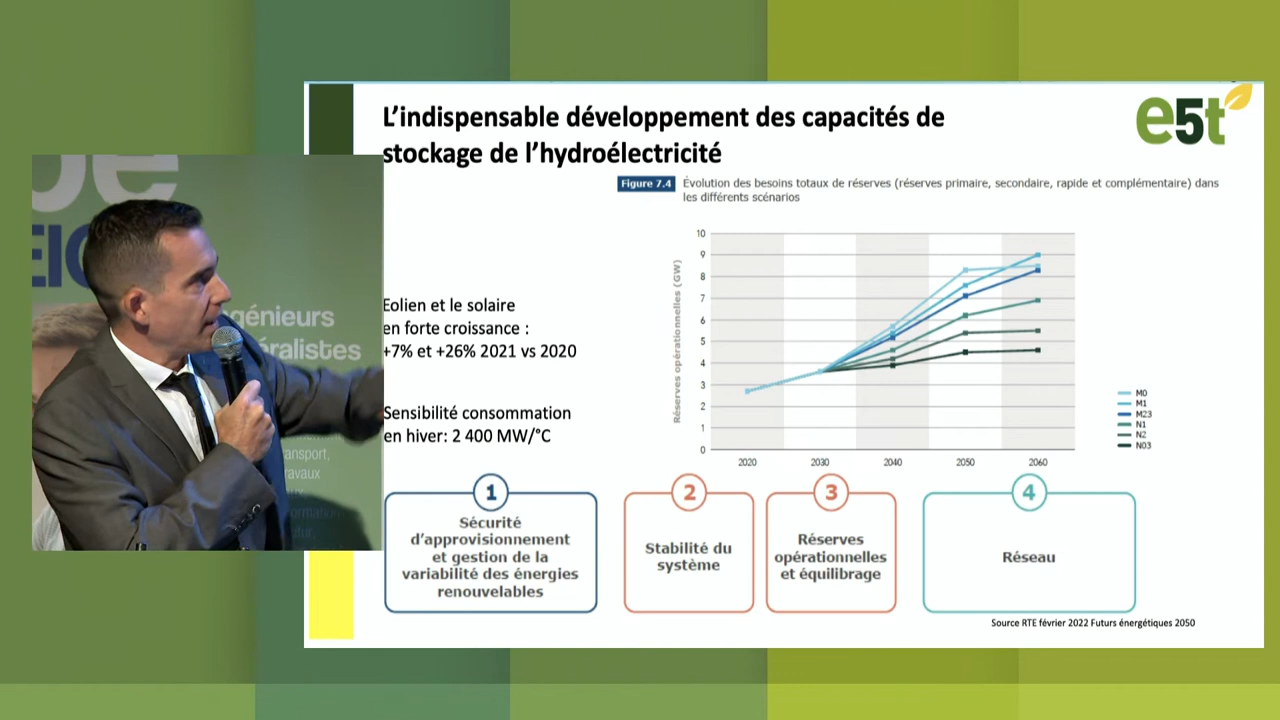 L'indispensable développement des capacités de
stockage de l'hydroélectricité
e5t
Figure 7.4
Évolution des besoins totaux de réserves (réserves primaire, secondaire, rapide et complémentaire) dans
les différents scénarios
ngénieurs
éralistes
ansport,
ravaux
Eolien et le solaire
en forte croissance :
+7% et +26% 2021 vs 2020
Sensibilité consommation
en hiver: 2 400 MW/°C
Réserves opérationnelles (GW)
10
9
8
7
6
5
4
3
2
1
0
2020 2030 2040 2050 2060
M0
M1
M23
N1
N2
N03
1
Sécurité
d'approvisionnement
et gestion de la
variabilité des énergies
renouvelables
2
Stabilité du
système
3
Réserves
opérationnelles
et équilibrage
4
Réseau
Source RTE février 2022 Futurs énergétiques 2050